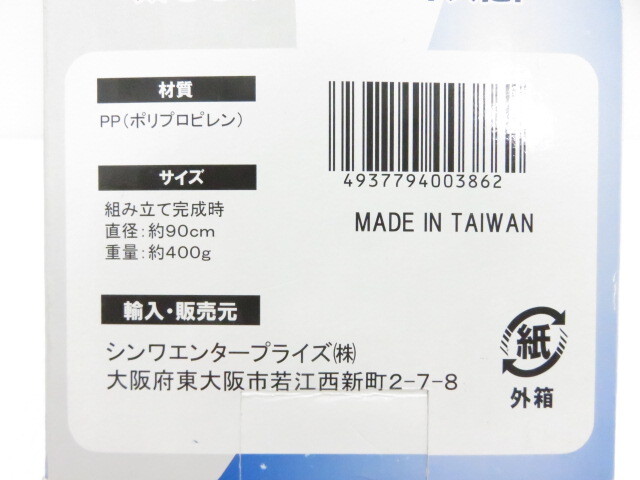 材質
PP(ポリプロピレン)
サイズ
組み立て完成時
直径:約90cm
重量:約400g
4937794003862
MADE IN TAIWAN
輸入・販売元
シンワエンタープライズ㈱
大阪府東大阪市若江西新町2-7-8
紙
外箱